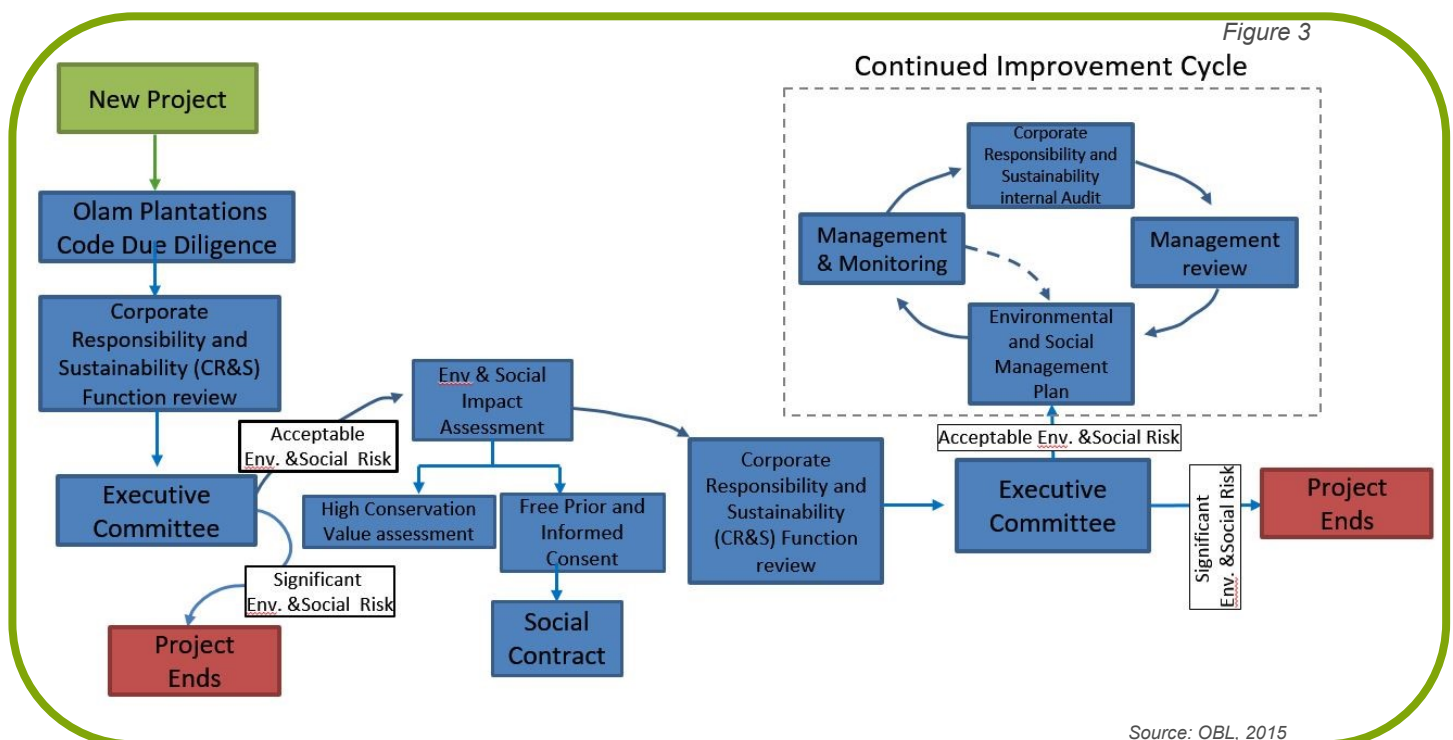 Figure 3
Continued Improvement Cycle
New Project
Olam Plantations
Code Due Diligence
Corporate
Responsibility and
Sustainability (CR&S)
Function review
Executive
Committee
Acceptable
Env. &Social Risk
Significant
Env. &Social Risk
Project
Ends
Env & Social
Impact
Assessment
High Conservation
Value assessment
Free Prior and
Informed
Consent
Social
Contract
Corporate
Responsibility and
Sustainability
(CR&S) Function
review
Executive
Committee
Acceptable Env. &Social Risk
Significant
Env. &Social Risk
Project
Ends
Corporate
Responsibility and
Sustainability
internal Audit
Management
& Monitoring
Management
review
Environmental
and Social
Management
Plan
Source: OBL, 2015